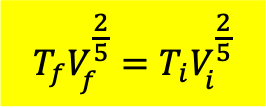 T_f V_f^{2/5} = T_i V_i^{2/5}